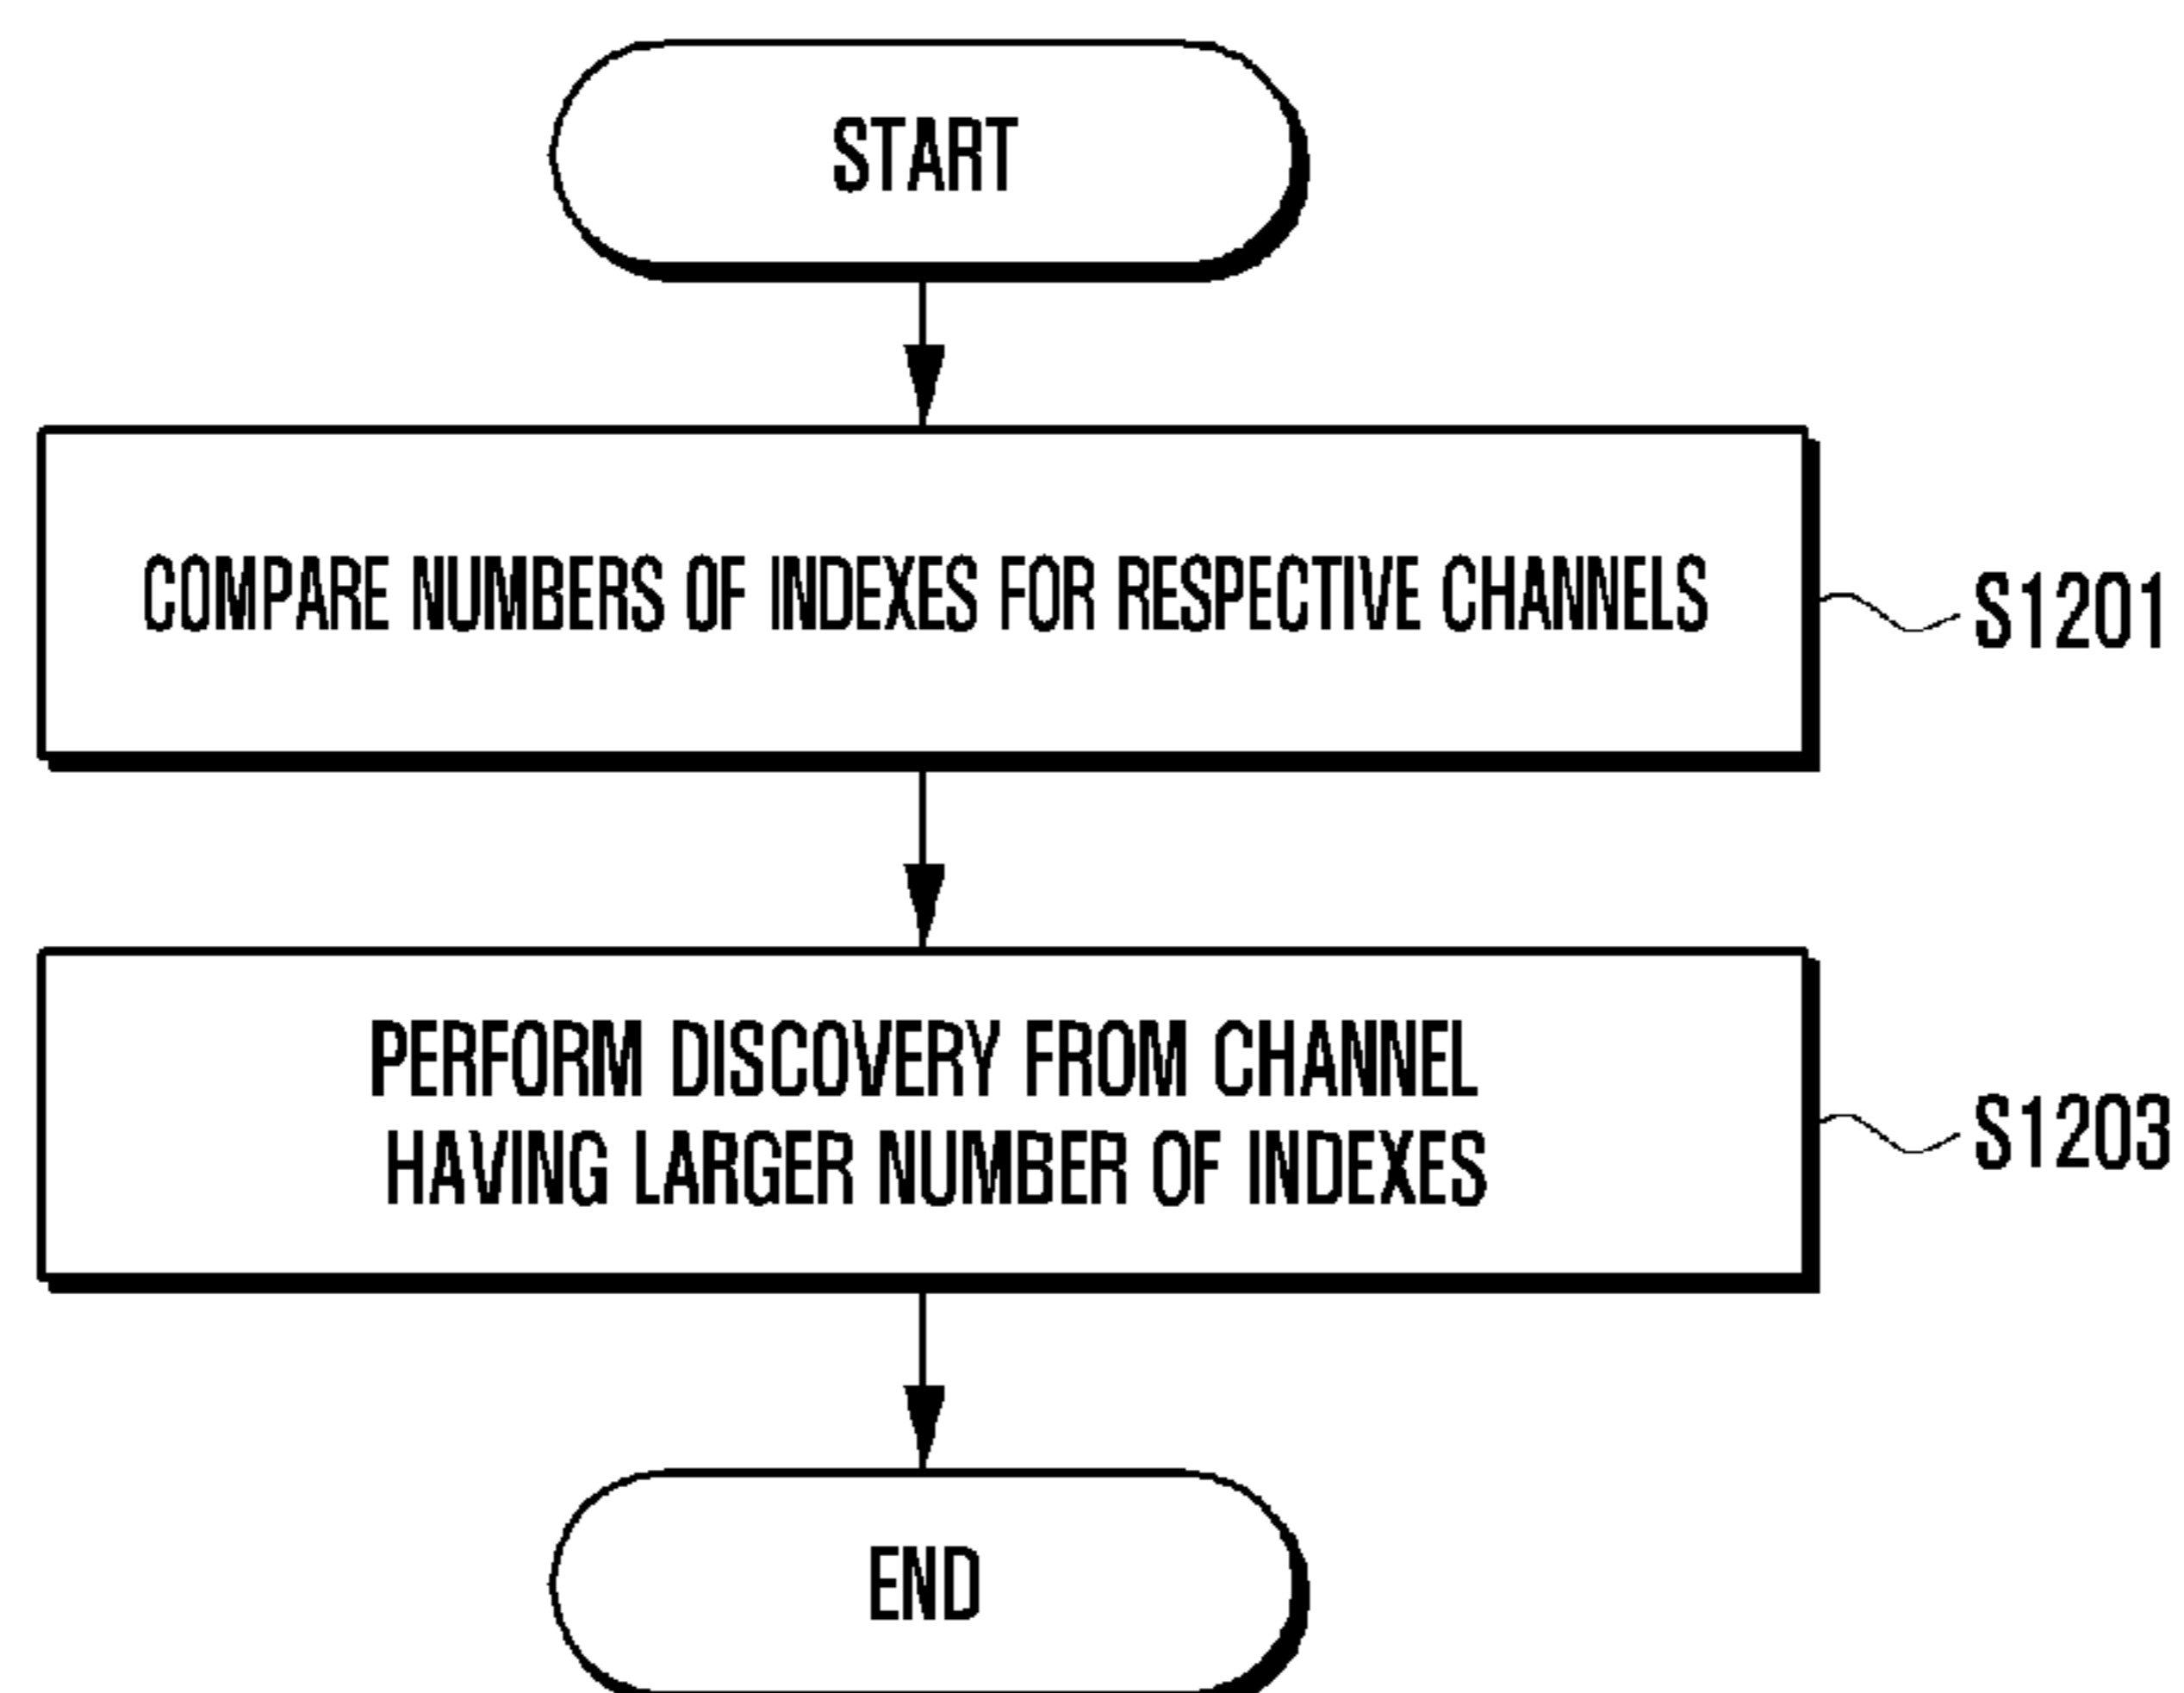 START
COMPARE NUMBERS OF INDEXES FOR RESPECTIVE CHANNELS
S1201
PERFORM DISCOVERY FROM CHANNEL
HAVING LARGER NUMBER OF INDEXES
S1203
END